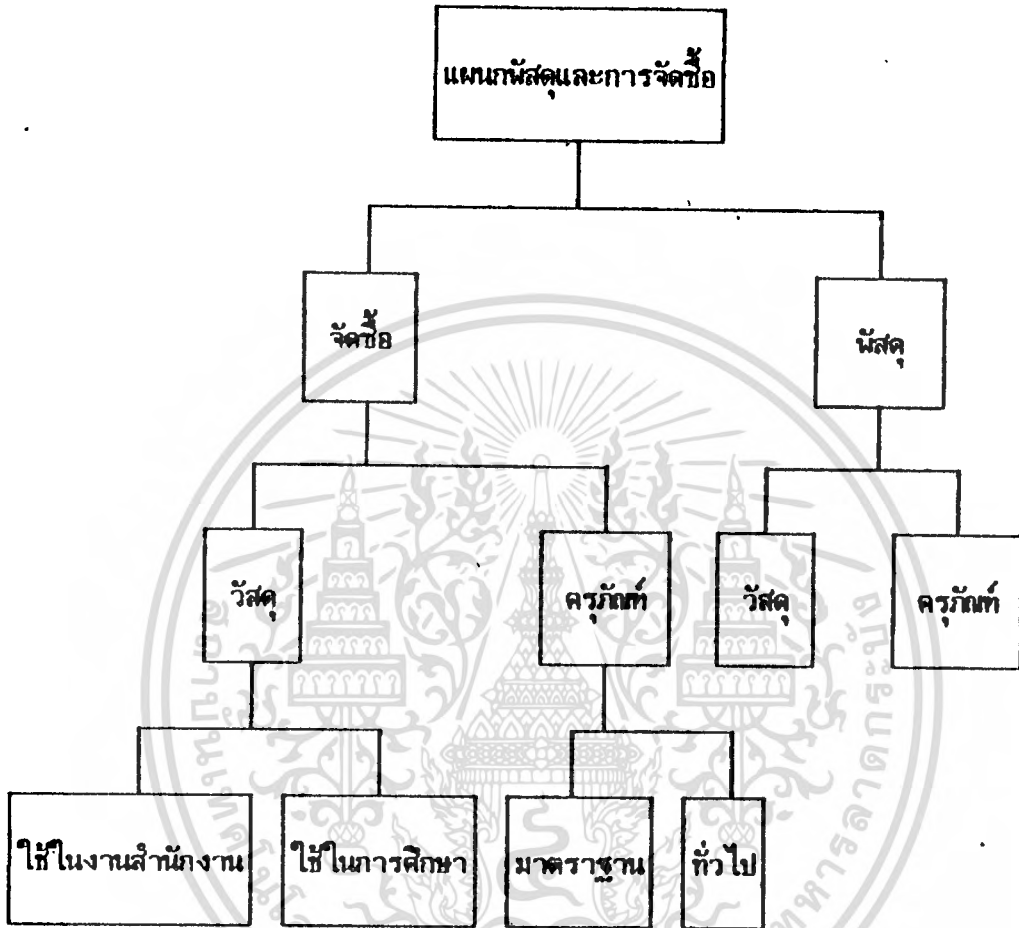 แผนกพัสดุและการจัดซื้อ
จัดซื้อ
พัสดุ
วัสดุ
ครุภัณฑ์
วัสดุ
ครุภัณฑ์
ใช้ในงานสำนักงาน
ใช้ในการศึกษา
มาตราฐาน
ทั่วไป